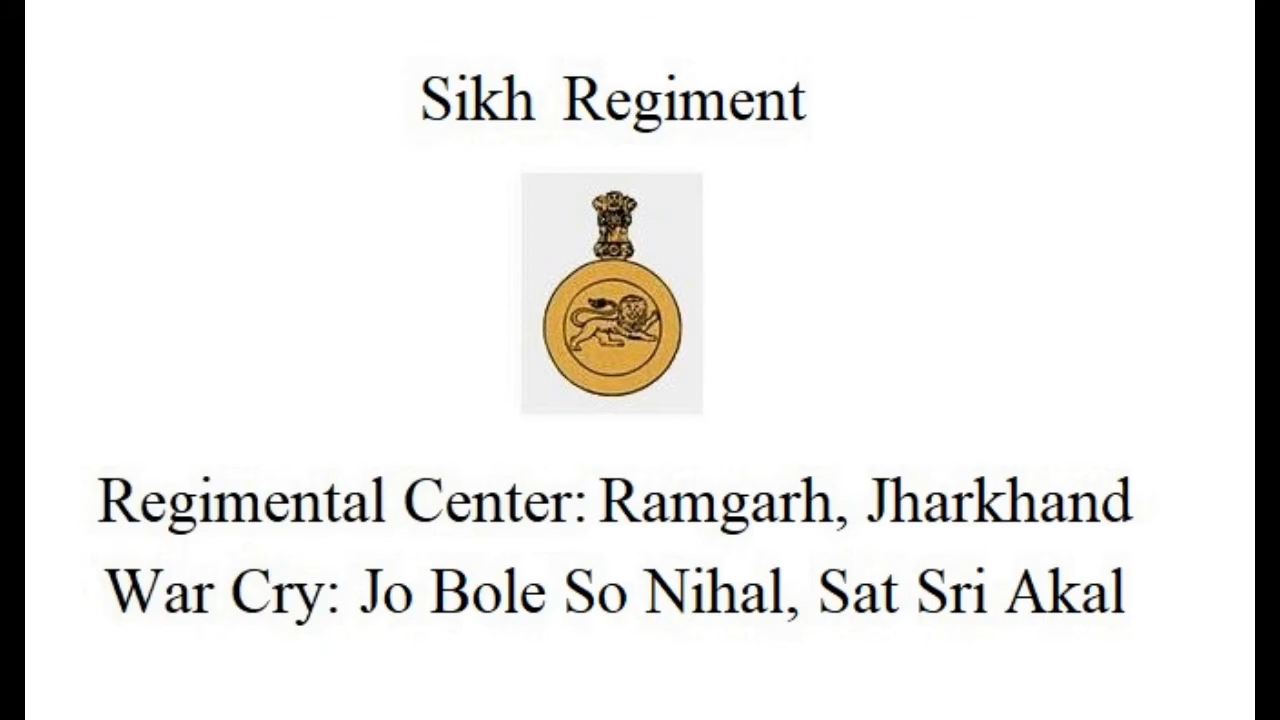 Sikh Regiment
Regimental Center: Ramgarh, Jharkhand
War Cry: Jo Bole So Nihal, Sat Sri Akal